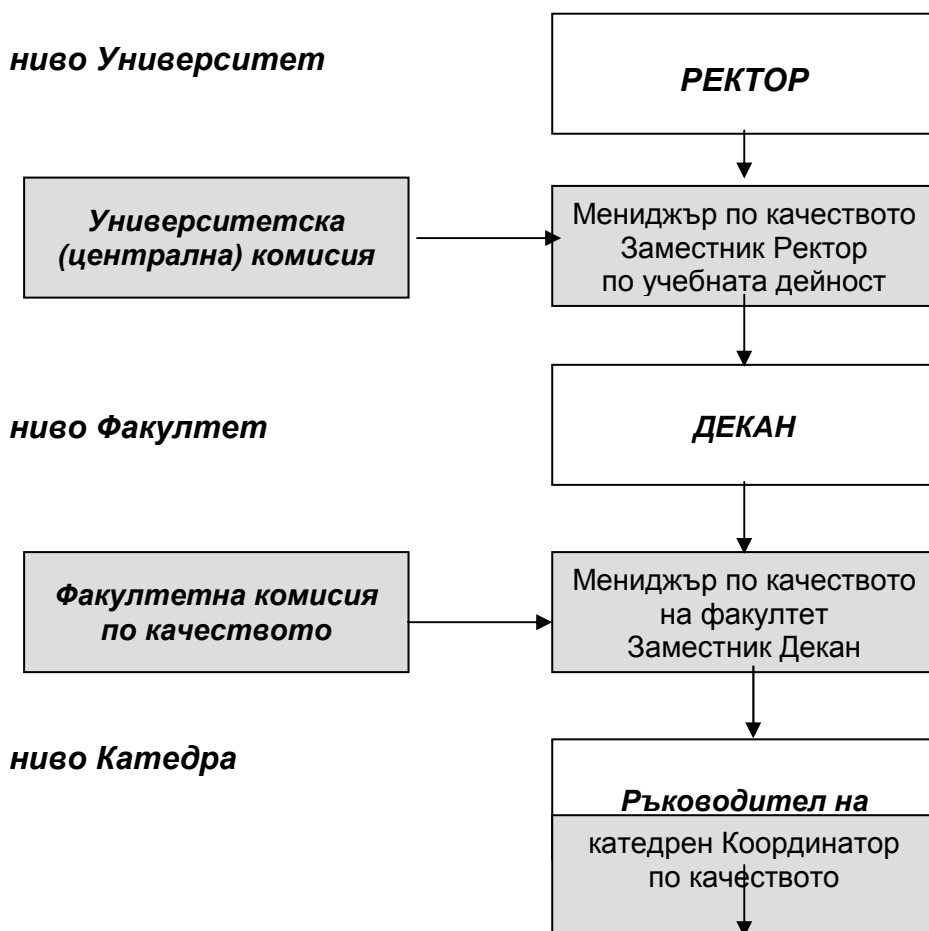 ниво Университет
РЕКТОР
Университетска
(централна) комисия
Мениджър по качеството
Заместник Ректор
по учебната дейност
ниво Факултет
ДЕКАН
Факултетна комисия
по качеството
Мениджър по качеството
на факултет
Заместник Декан
ниво Катедра
Ръководител на
катедрен Координатор
по качеството